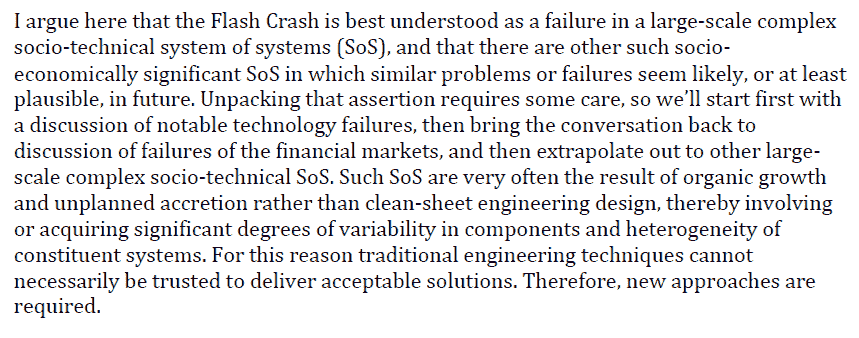 I argue here that the Flash Crash is best understood as a failure in a large-scale complex
socio-technical system of systems (SoS), and that there are other such socio-
economically significant SoS in which similar problems or failures seem likely, or at least
plausible, in future. Unpacking that assertion requires some care, so we’ll start first with
a discussion of notable technology failures, then bring the conversation back to
discussion of failures of the financial markets, and then extrapolate out to other large-
scale complex socio-technical SoS. Such SoS are very often the result of organic growth
and unplanned accretion rather than clean-sheet engineering design, thereby involving
or acquiring significant degrees of variability in components and heterogeneity of
constituent systems. For this reason traditional engineering techniques cannot
necessarily be trusted to deliver acceptable solutions. Therefore, new approaches are
required.